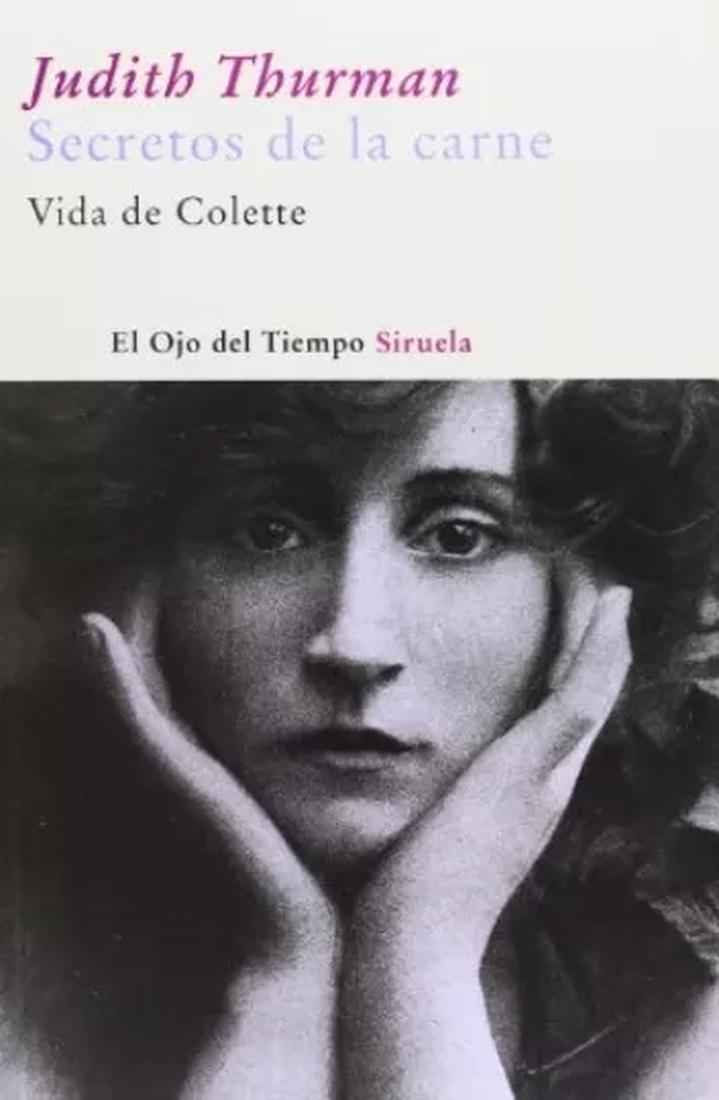 Judith Thurman
Secretos de la carne
Vida de Colette
El Ojo del Tiempo Siruela